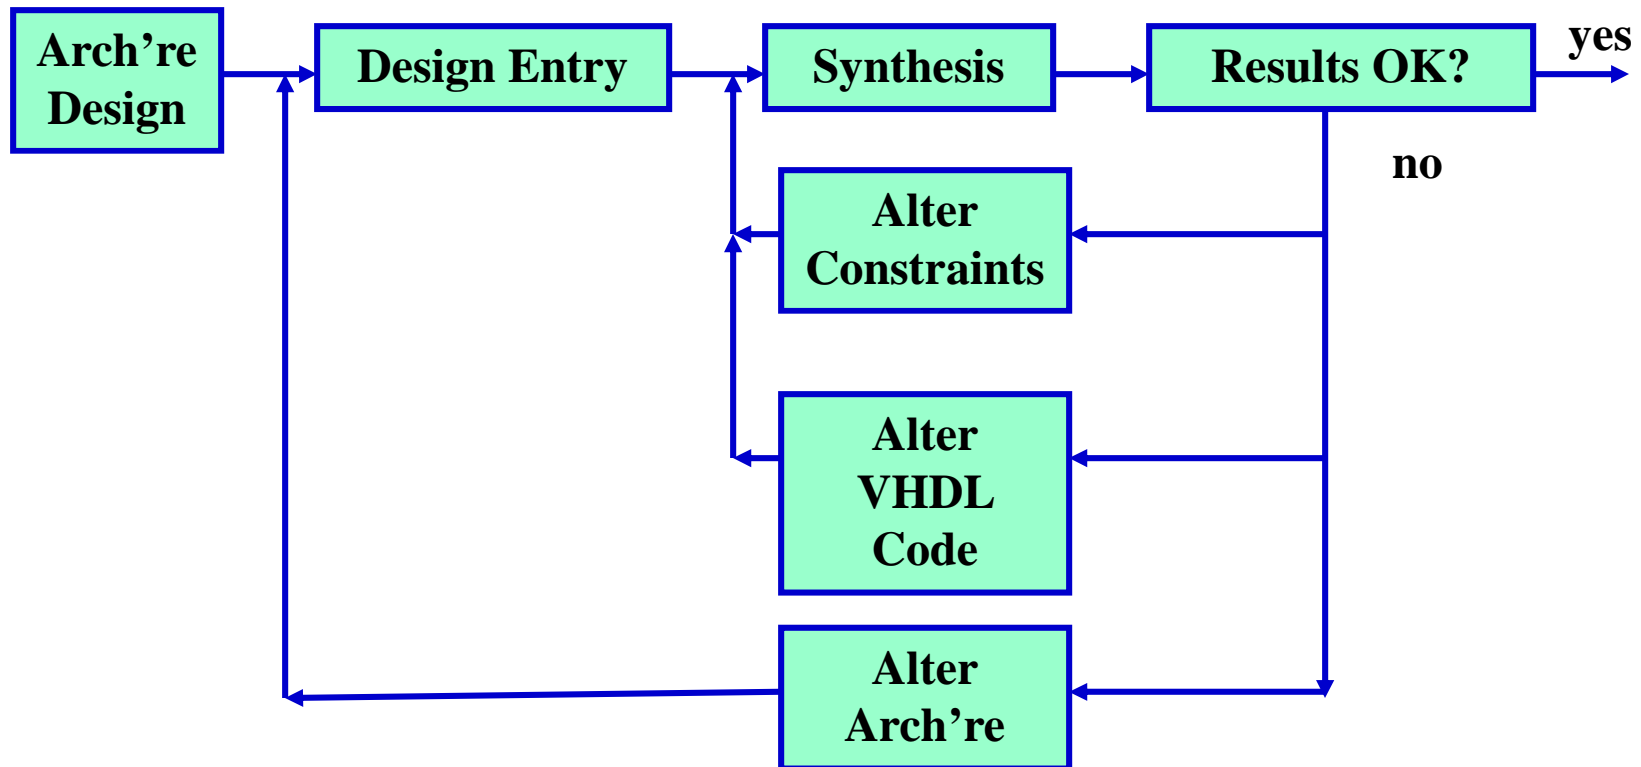 Arch’re
Design
Design Entry
Synthesis
Results OK?
yes
no
Alter
Constraints
Alter
VHDL
Code
Alter
Arch’re